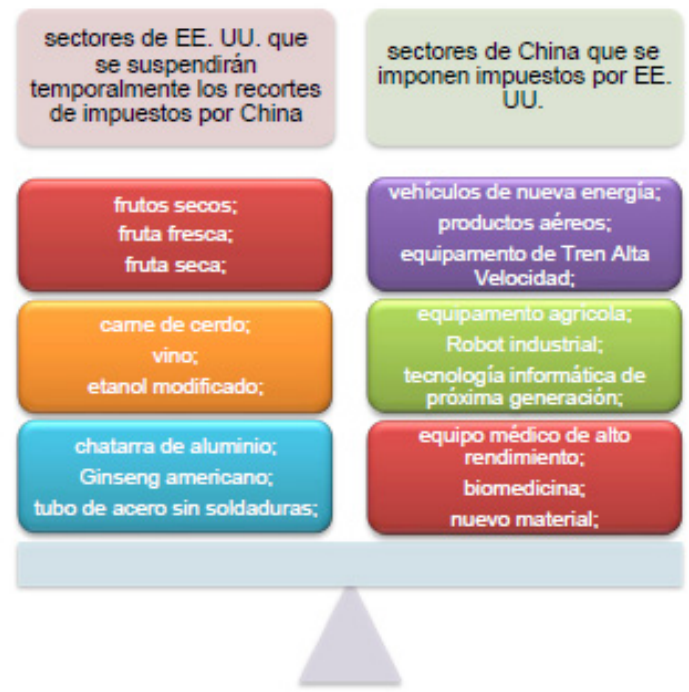 sectores de EE. UU. que
se suspendirán
temporalmente los recortes
de impuestos por China
sectores de China que se
imponen impuestos por EE.
UU.
frutos secos;
fruta fresca;
fruta seca;
carne de cerdo;
vino;
etanol modificado;
chatarra de aluminio;
Ginseng americano;
tubo de acero sin soldaduras;
vehículos de nueva energía;
productos aéreos;
equipamento de Tren Alta
Velocidad;
equipamento agrícola;
Robot industrial;
tecnología informática de
próxima generación;
equipo médico de alto
rendimiento;
biomedicina;
nuevo material;